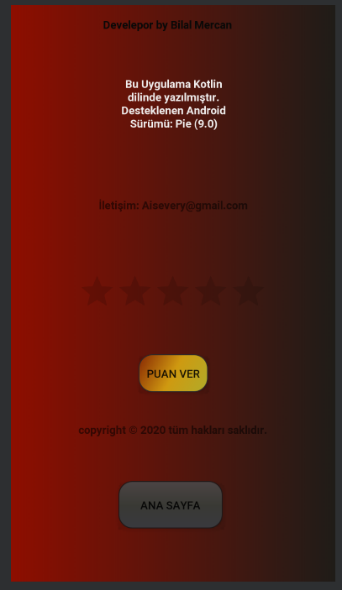 Develepor by Bilal Mercan
Bu Uygulama Kotlin
dilinde yazılmıştır.
Desteklenen Android
Sürümü: Pie (9.0)
İletişim: Aisevery@gmail.com
PUAN VER
copyright © 2020 tüm hakları saklıdır.
ANA SAYFA